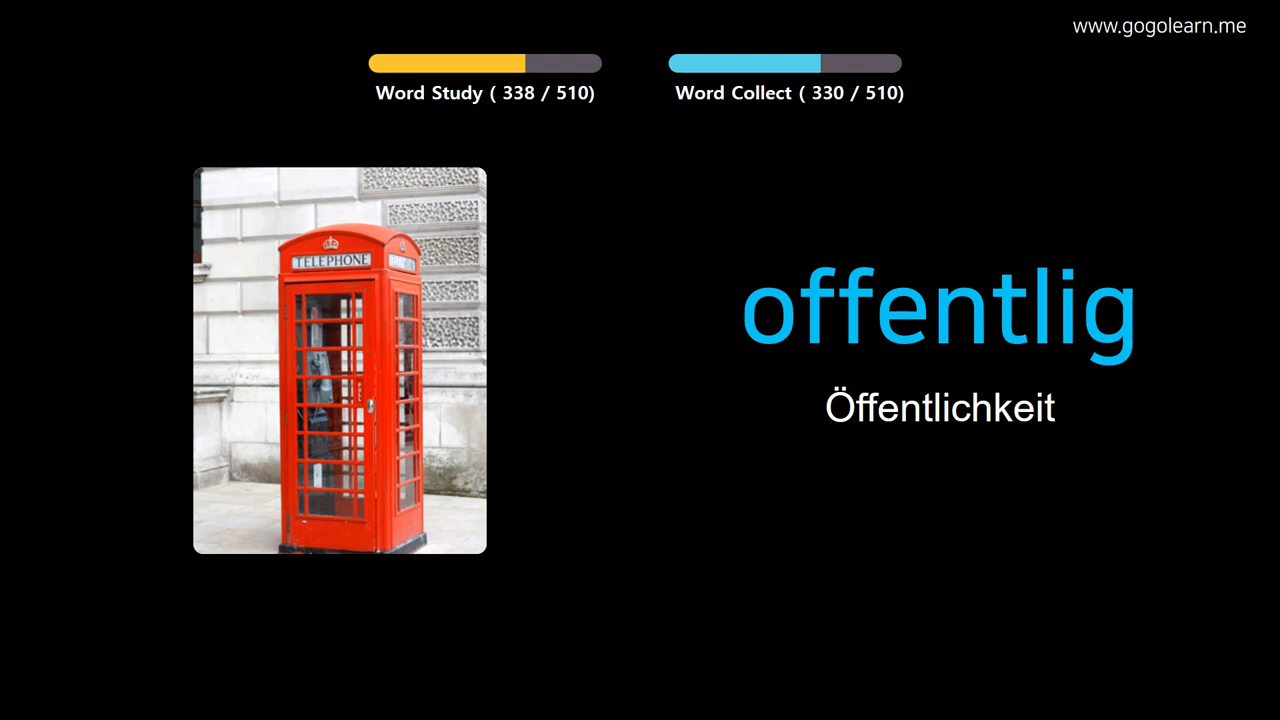 www.gogolearn.me
Word Study ( 338 / 510)
Word Collect ( 330 / 510)
TELEPHONE
offentlig
Öffentlichkeit